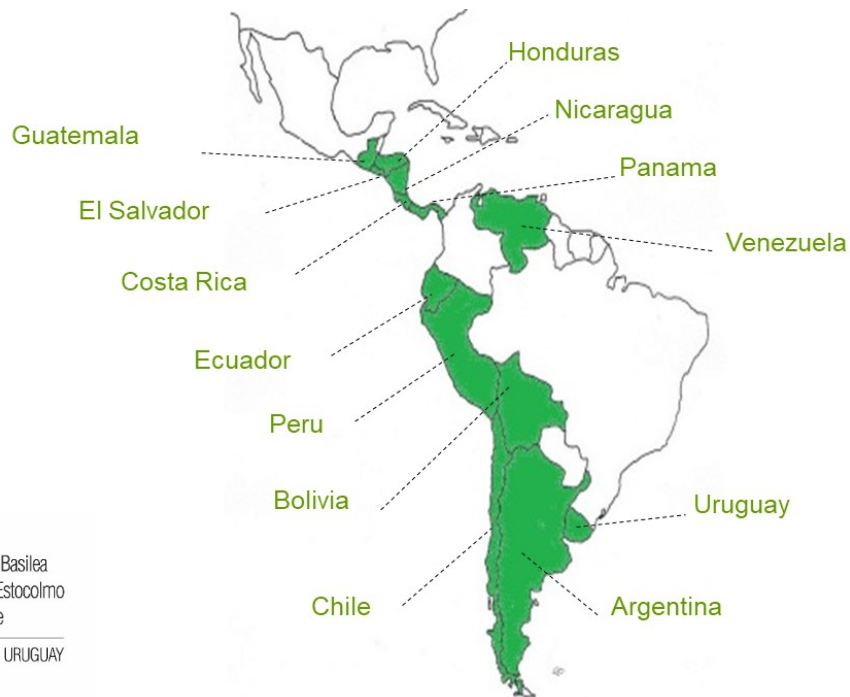 Honduras
Nicaragua
Guatemala
Panama
El Salvador
Venezuela
Costa Rica
Ecuador
Peru
Bolivia
Uruguay
Chile
Argentina
Basilea
Estocolmo
e
URUGUAY